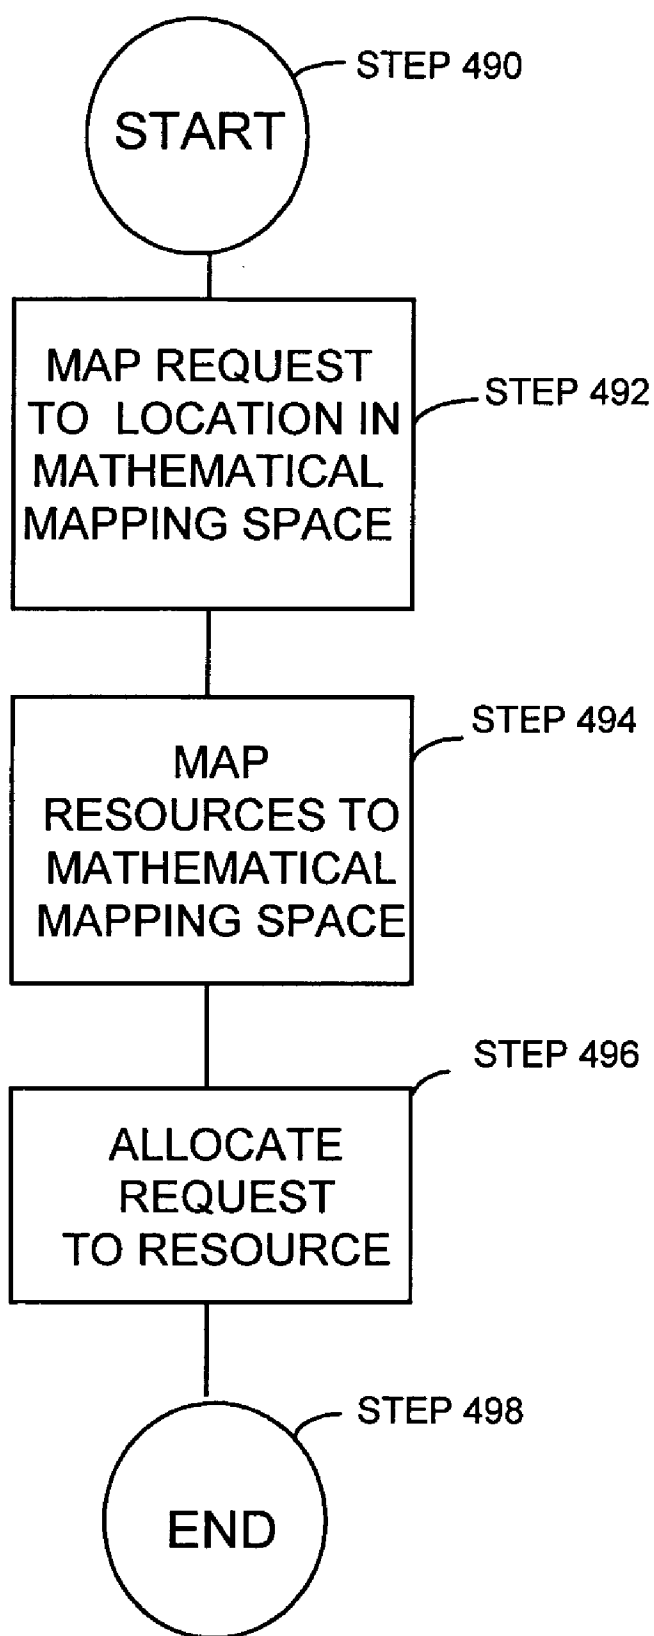 STEP 490
START
MAP REQUEST
TO LOCATION IN
MATHEMATICAL
MAPPING SPACE
STEP 492
STEP 494
MAP
RESOURCES TO
MATHEMATICAL
MAPPING SPACE
STEP 496
ALLOCATE
REQUEST
TO RESOURCE
STEP 498
END